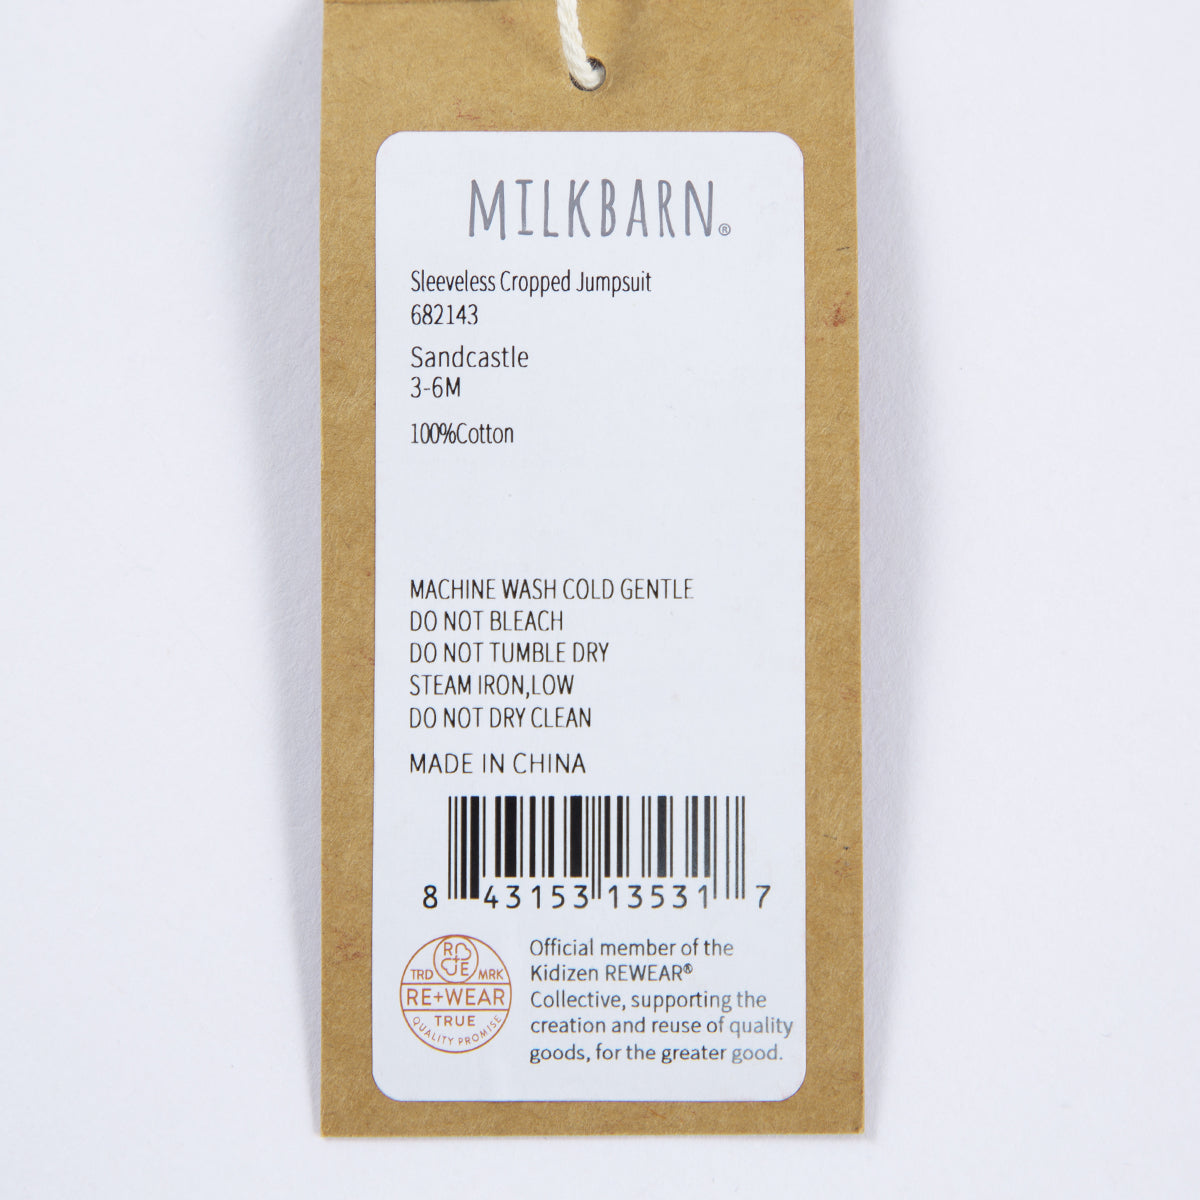 MILKBARN®
Sleeveless Cropped Jumpsuit
682143
Sandcastle
3-6M
100%Cotton
MACHINE WASH COLD GENTLE
DO NOT BLEACH
DO NOT TUMBLE DRY
STEAM IRON,LOW
DO NOT DRY CLEAN
MADE IN CHINA
8 43153 13531 7
R
+
UE
TRD MRK
RE+WEAR
TRUE
QUALITY PROMISE
Official member of the
Kidizen REWEAR®
Collective, supporting the
creation and reuse of quality
goods, for the greater good.